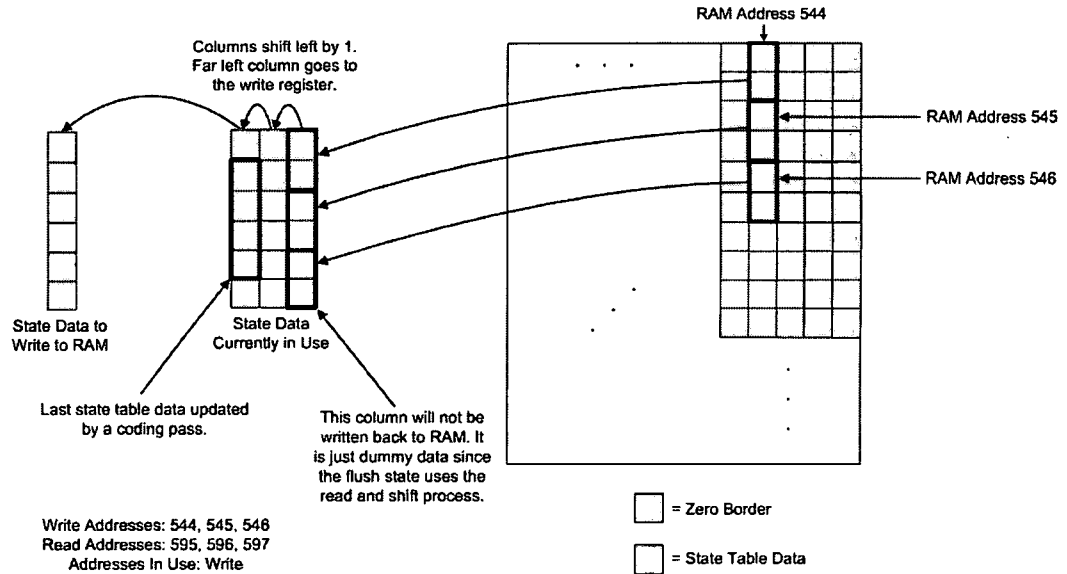 RAM Address 544
Columns shift left by 1.
Far left column goes to
the write register.
RAM Address 545
RAM Address 546
State Data to
Write to RAM
State Data
Currently in Use
Last state table data updated
by a coding pass.
This column will not be
written back to RAM. It
is just dummy data since
the flush state uses the
read and shift process.
Write Addresses: 544, 545, 546
Read Addresses: 595, 596, 597
Addresses In Use: Write
= Zero Border
= State Table Data